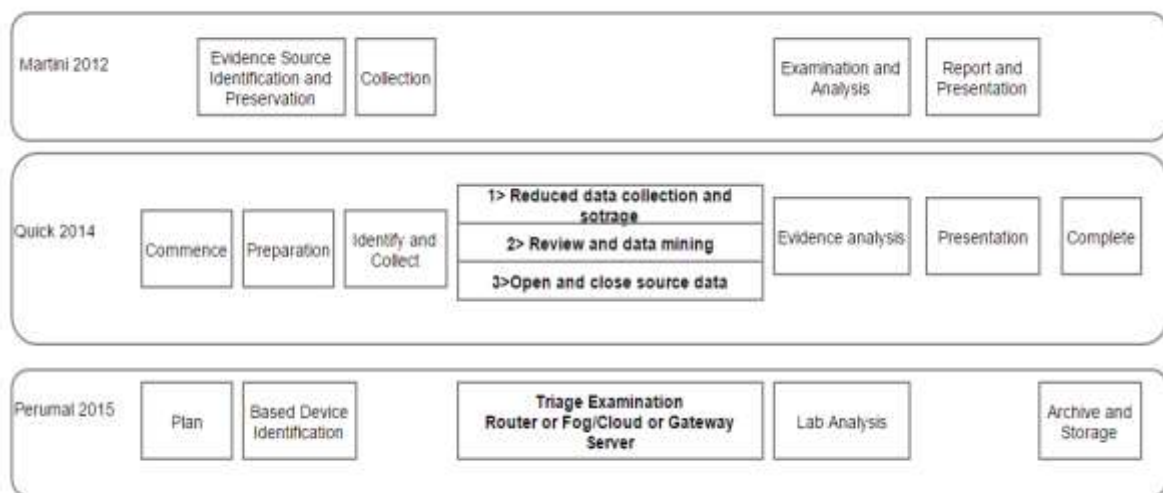 Martini 2012
Evidence Source
Identification and
Preservation
Collection
Examination and
Analysis
Report and
Presentation
Quick 2014
Commence
Preparation
Identify and
Collect
1> Reduced data collection and
sotrage
2> Review and data mining
3>Open and close source data
Evidence analysis
Presentation
Complete
Perumal 2015
Plan
Based Device
Identification
Triage Examination
Router or Fog/Cloud or Gateway
Server
Lab Analysis
Archive and
Storage